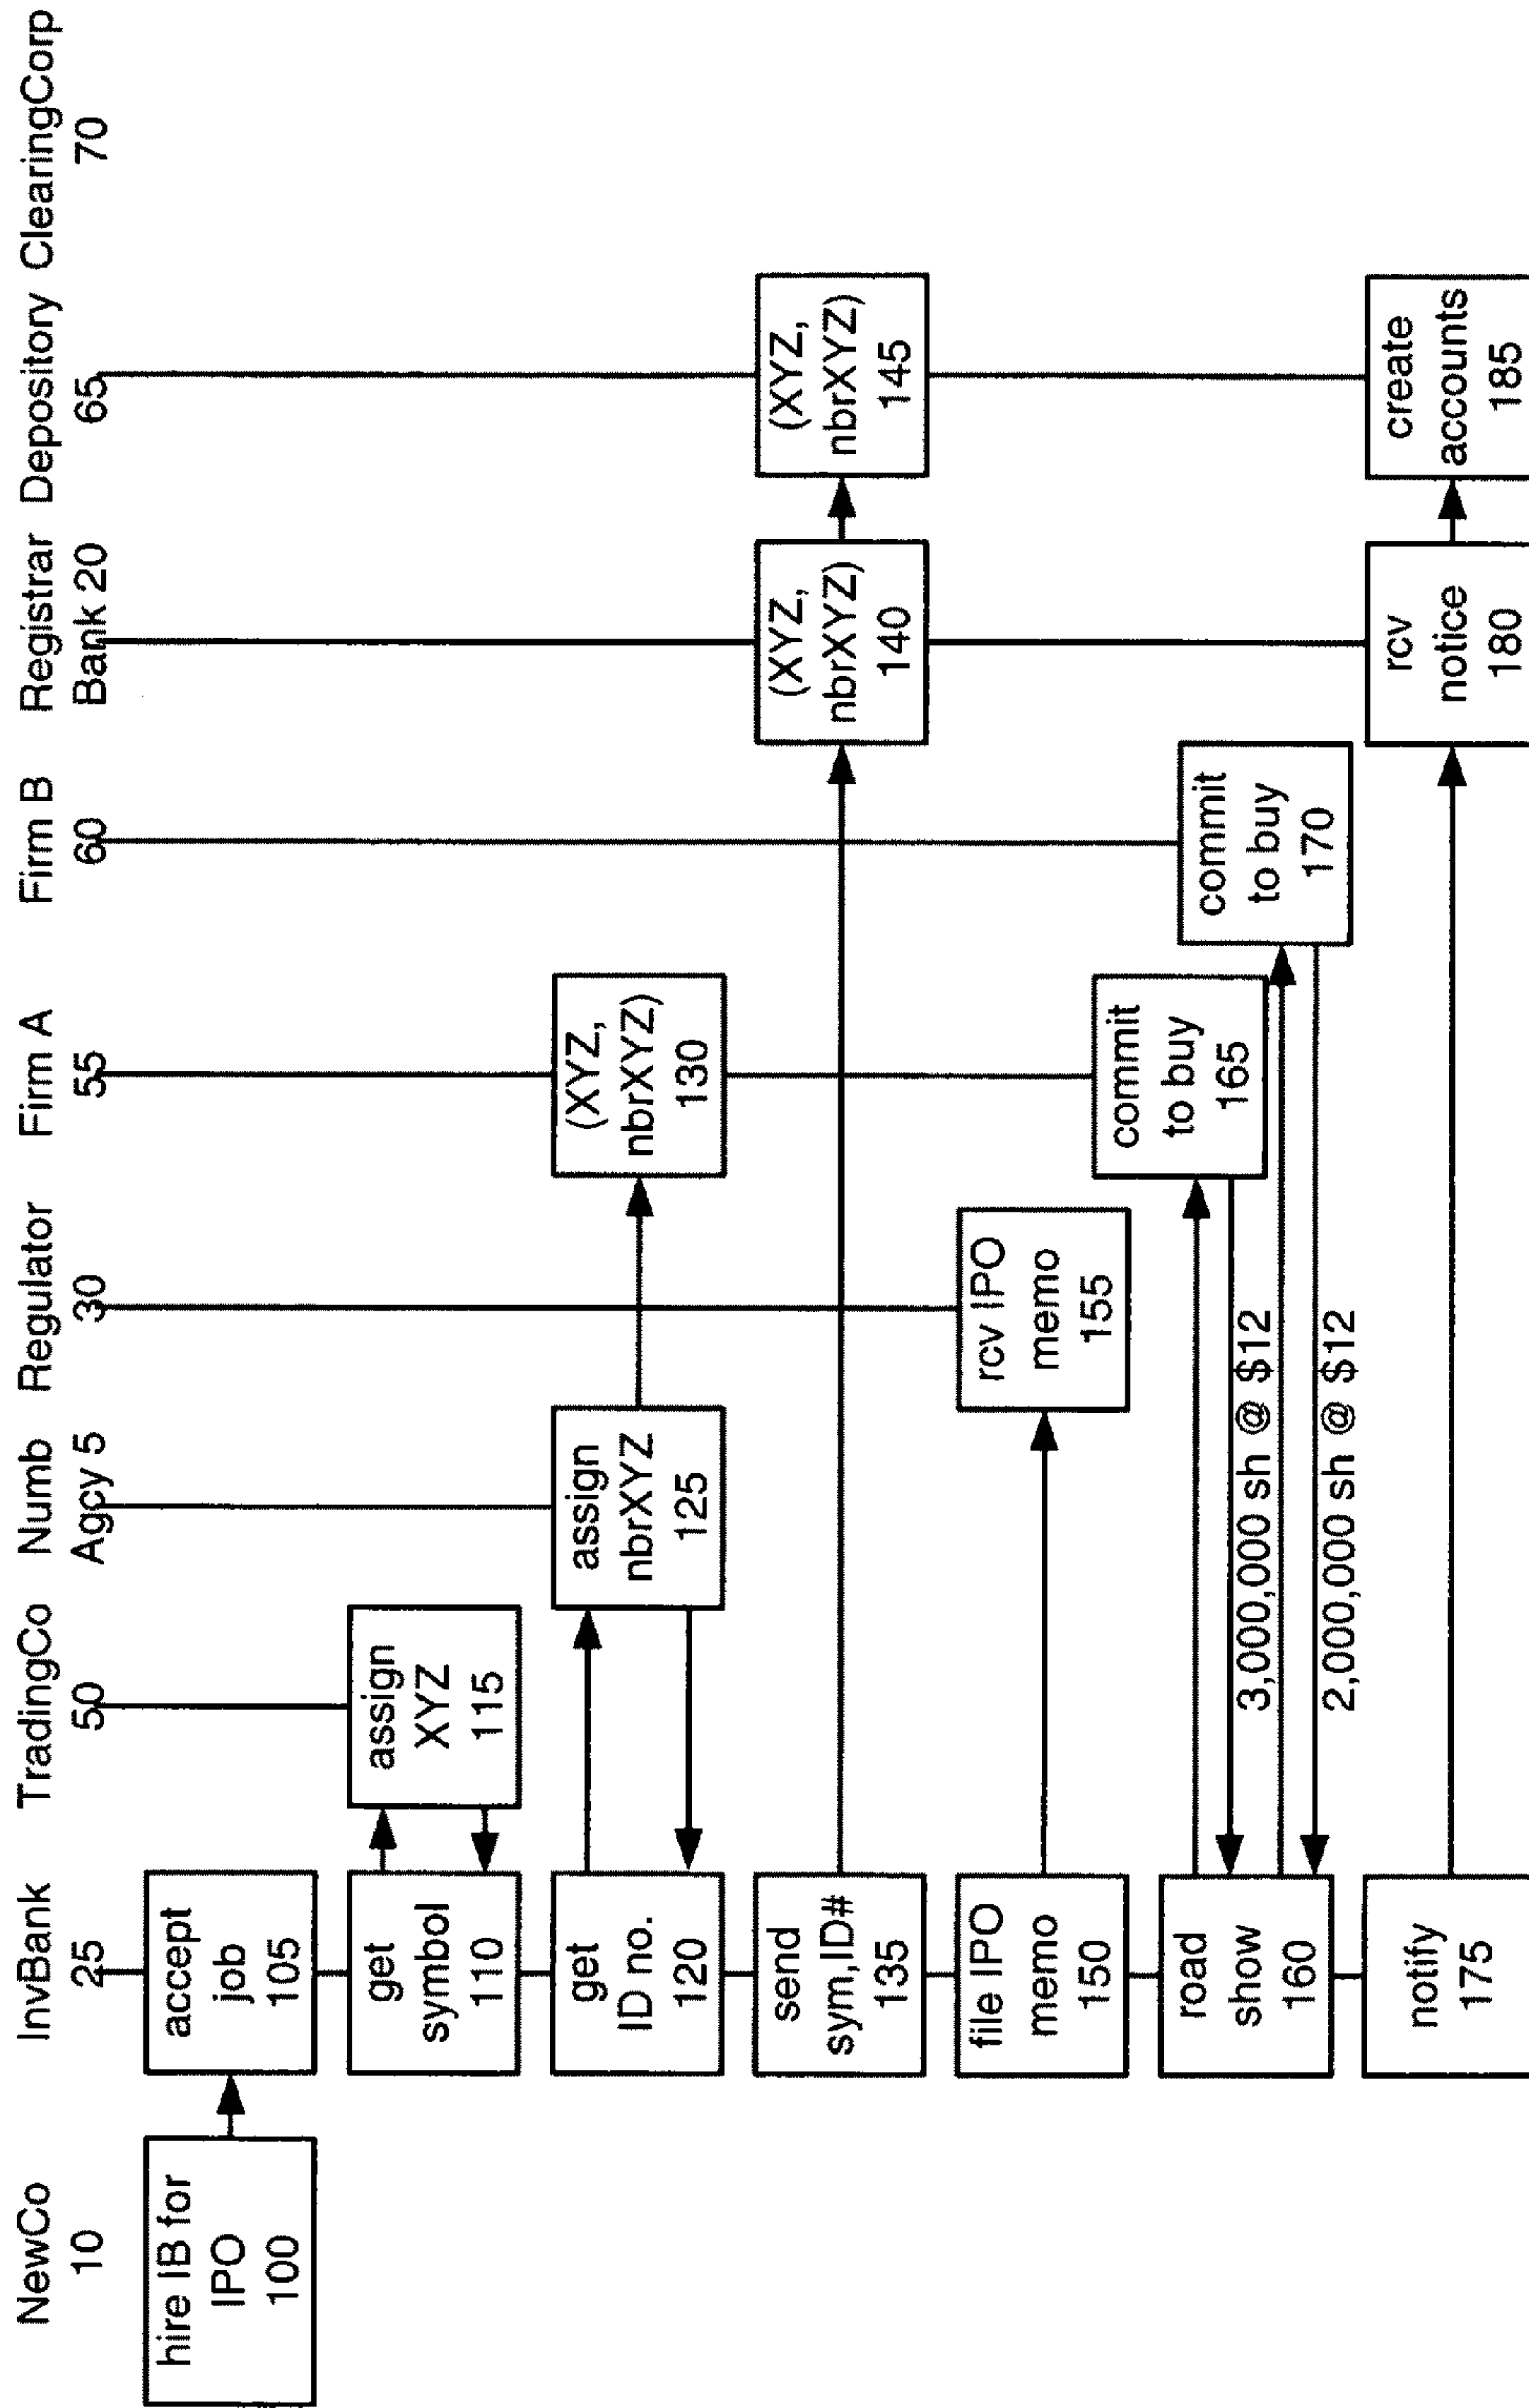 NewCo
10
InvBank
25
TradingCo
50
Numb
Agcy 5
Regulator
30
Firm A
55
Firm B
60
Registrar
Bank 20
Depository
65
ClearingCorp
70
hire IB for
IPO
100
accept
job
105
get
symbol
110
assign
XYZ
115
get
ID no.
120
assign
nbrXYZ
125
(XYZ,
nbrXYZ)
130
send
sym,ID#
135
(XYZ,
nbrXYZ)
140
(XYZ,
nbrXYZ)
145
file IPO
memo
150
rcv IPO
memo
155
road
show
160
commit
to buy
165
3,000,000 sh @ $12
commit
to buy
170
2,000,000 sh @ $12
notify
175
rcv
notice
180
create
accounts
185